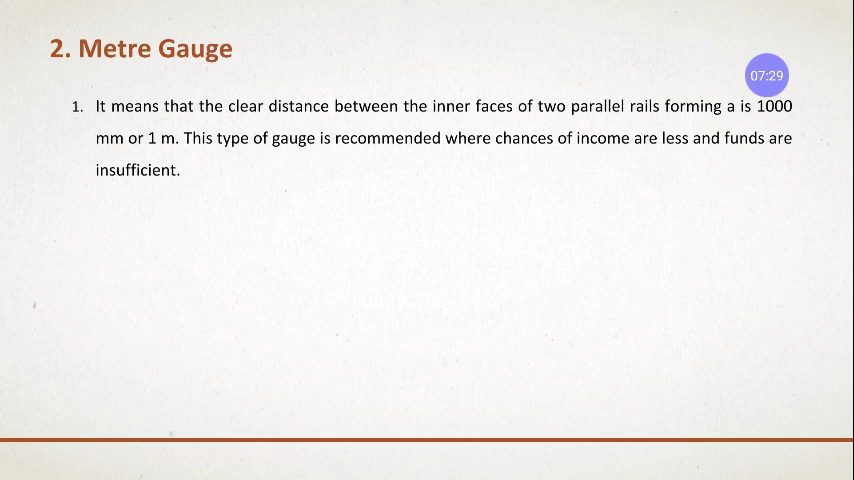 2. Metre Gauge
07:29
1. It means that the clear distance between the inner faces of two parallel rails forming a is 1000
mm or 1 m. This type of gauge is recommended where chances of income are less and funds are
insufficient.